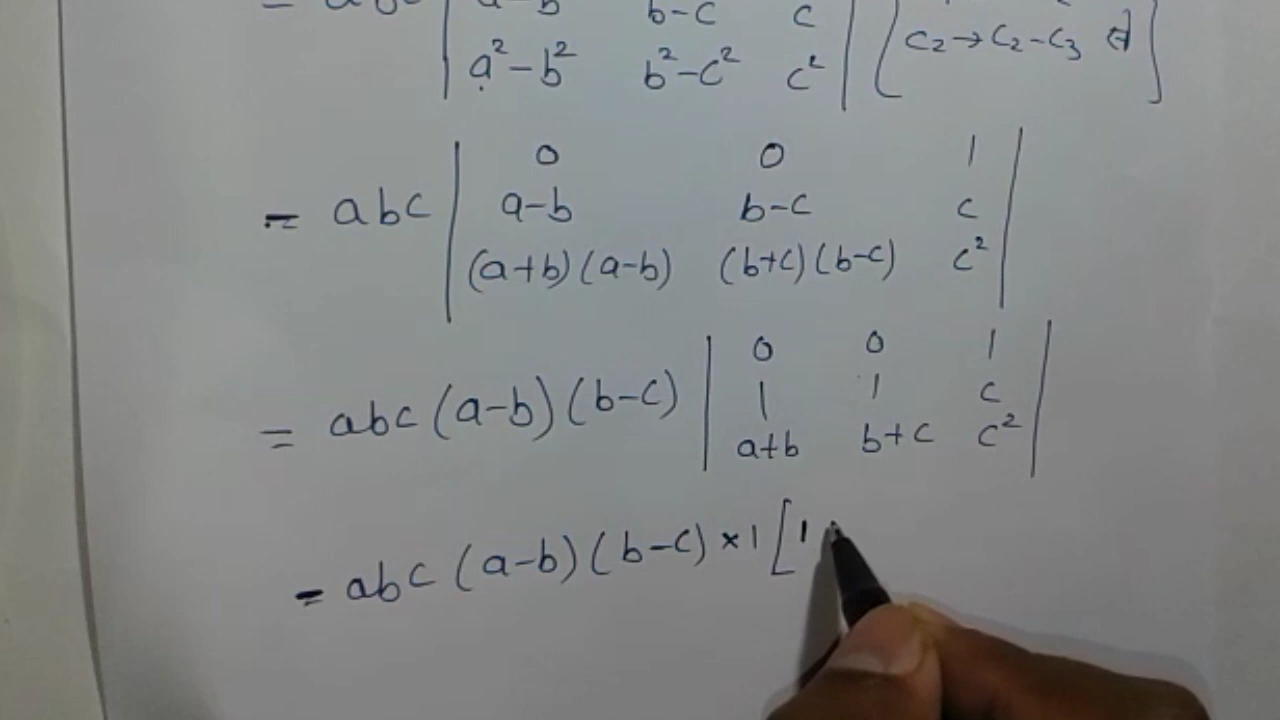 = abc | a-b b-c c |
a²-b² b²-c² c² [C₂→C₂-C₃]
0 0 1
= abc | a-b b-c c |
(a+b)(a-b) (b+c)(b-c) c²
0 0 1
= abc(a-b)(b-c) | 1 1 c |
a+b b+c c²
= abc(a-b)(b-c)×1[1